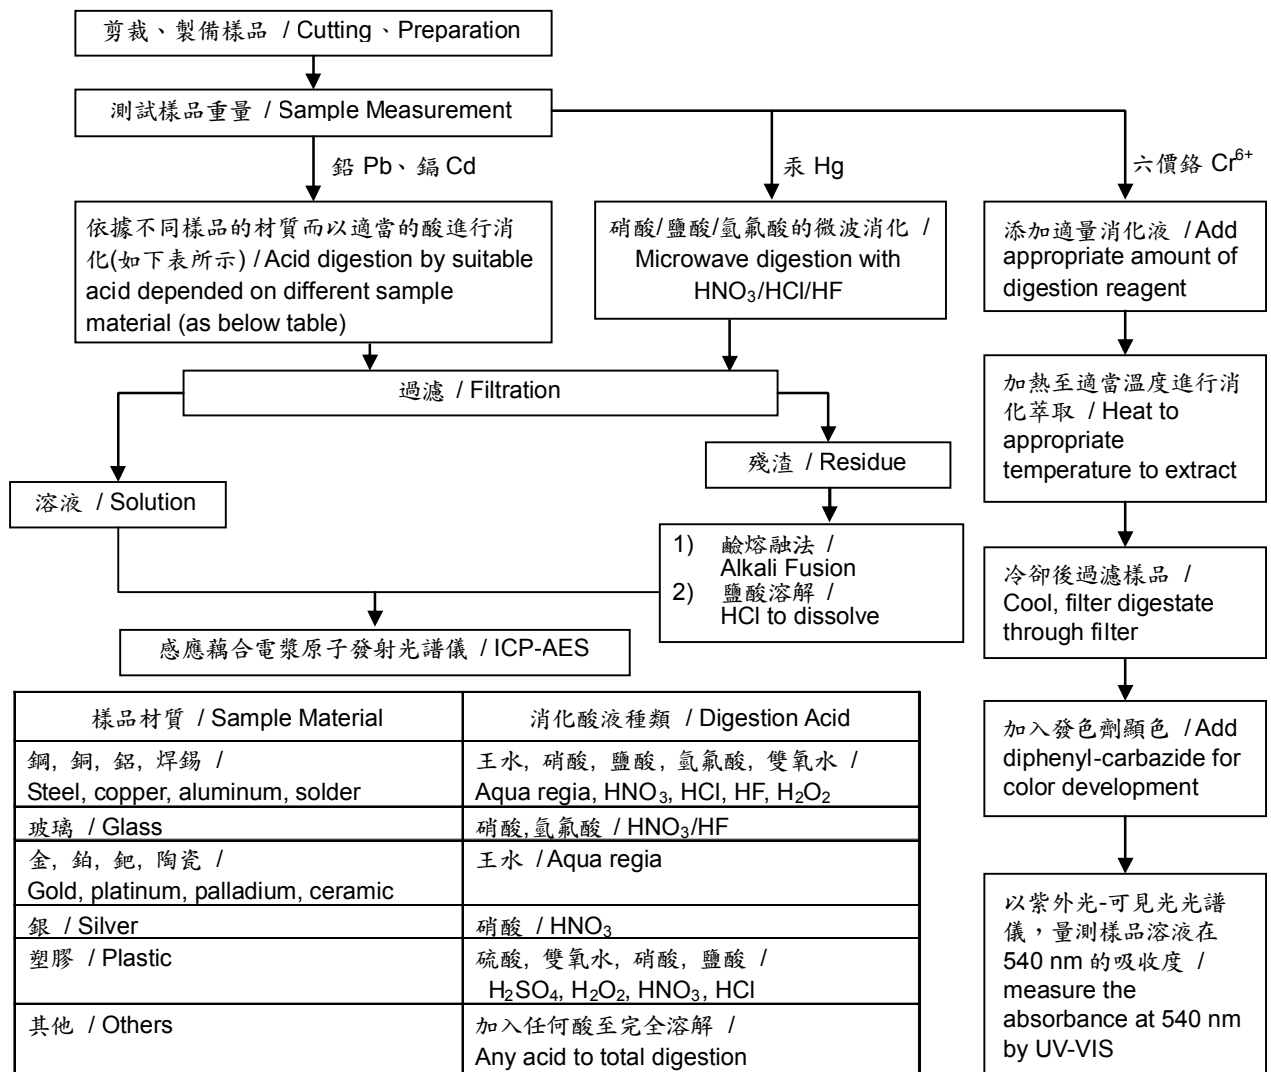 剪裁、製備樣品 / Cutting、Preparation
測試樣品重量 / Sample Measurement
鉛 Pb、鎘 Cd
汞 Hg
六價鉻 Cr⁶⁺
依據不同樣品的材質而以適當的酸進行消
化(如下表所示) / Acid digestion by suitable
acid depended on different sample
material (as below table)
硝酸/鹽酸/氫氟酸的微波消化 /
Microwave digestion with
HNO₃/HCl/HF
添加適量消化液 / Add
appropriate amount of
digestion reagent
過濾 / Filtration
加熱至適當溫度進行消
化萃取 / Heat to
appropriate
temperature to extract
溶液 / Solution
殘渣 / Residue
1) 鹼熔融法 /
Alkali Fusion
2) 鹽酸溶解 /
HCl to dissolve
冷卻後過濾樣品 /
Cool, filter digestate
through filter
感應藕合電漿原子發射光譜儀 / ICP-AES
加入發色劑顯色 / Add
diphenyl-carbazide for
color development
以紫外光-可見光光譜
儀，量測樣品溶液在
540 nm 的吸收度 /
measure the
absorbance at 540 nm
by UV-VIS
樣品材質 / Sample Material
消化酸液種類 / Digestion Acid
鋼, 銅, 鋁, 焊錫 /
Steel, copper, aluminum, solder
王水, 硝酸, 鹽酸, 氫氟酸, 雙氧水 /
Aqua regia, HNO₃, HCl, HF, H₂O₂
玻璃 / Glass
硝酸,氫氟酸 / HNO₃/HF
金, 鉑, 鈀, 陶瓷 /
Gold, platinum, palladium, ceramic
王水 / Aqua regia
銀 / Silver
硝酸 / HNO₃
塑膠 / Plastic
硫酸, 雙氧水, 硝酸, 鹽酸 /
H₂SO₄, H₂O₂, HNO₃, HCl
其他 / Others
加入任何酸至完全溶解 /
Any acid to total digestion